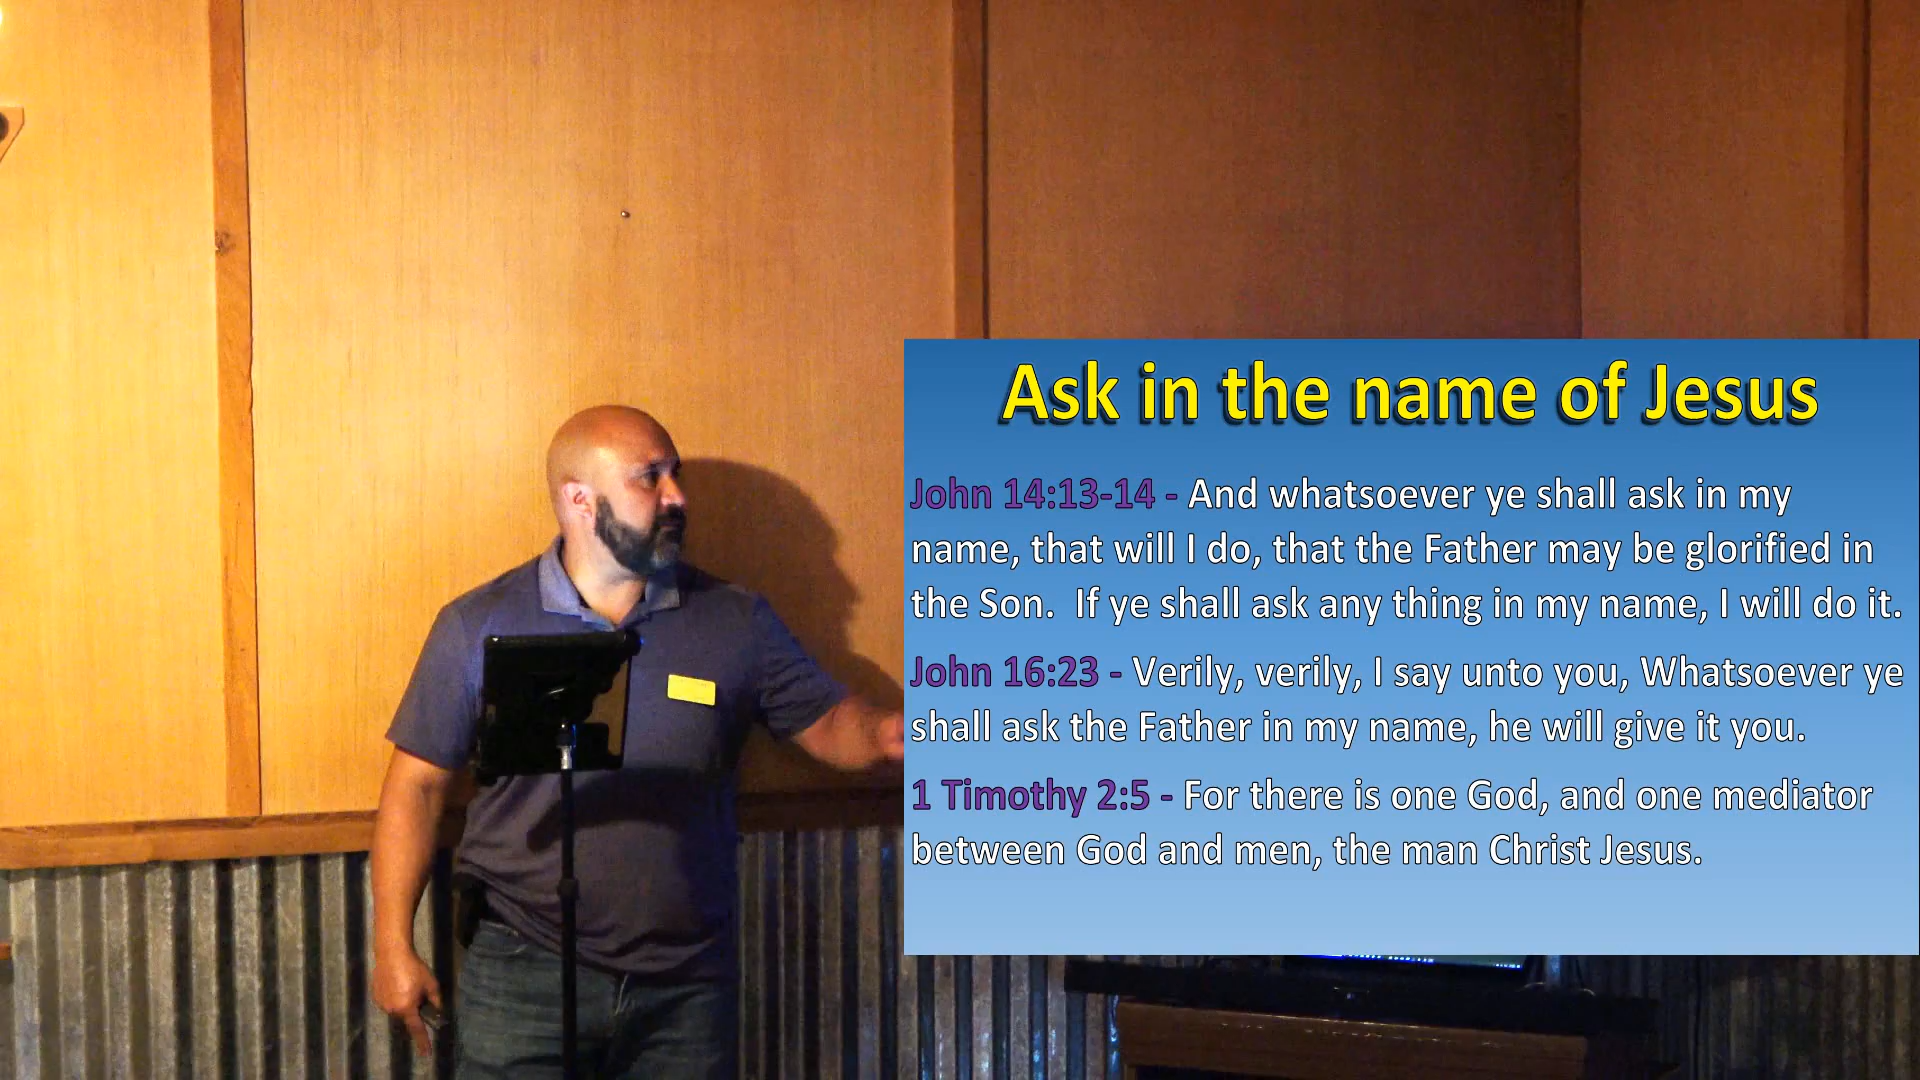 Ask in the name of Jesus
John 14:13-14 - And whatsoever ye shall ask in my
name, that will I do, that the Father may be glorified in
the Son.  If ye shall ask any thing in my name, I will do it.
John 16:23 - Verily, verily, I say unto you, Whatsoever ye
shall ask the Father in my name, he will give it you.
1 Timothy 2:5 - For there is one God, and one mediator
between God and men, the man Christ Jesus.